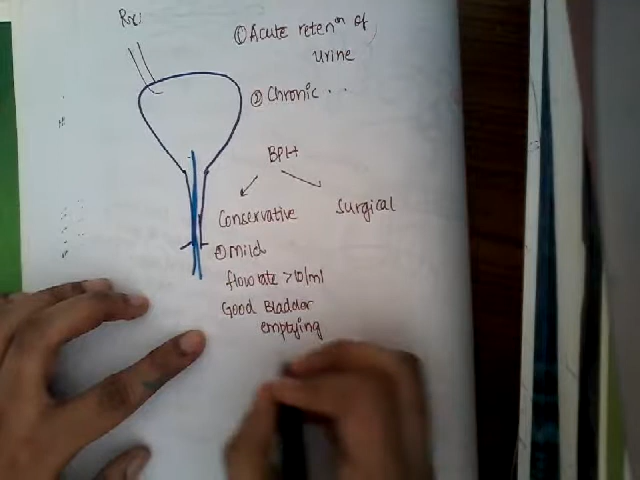 ① Acute retenⁿ of
urine
② Chronic ..
BPH
Conservative
Surgical
① Mild
flow rate > 10/ml
Good Bladder
emptying